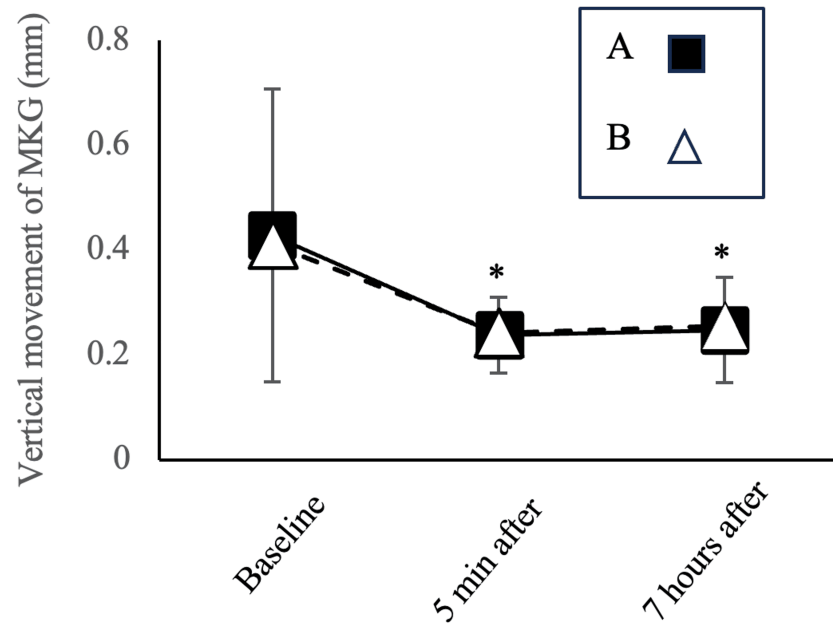 Vertical movement of MKG (mm)
0.8
0.6
0.4
0.2
0
A
B
*
*
Baseline
5 min after
7 hours after